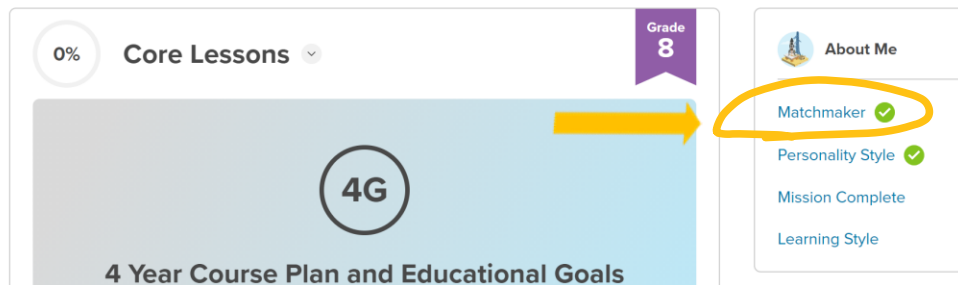 0%
Core Lessons
Grade
8
4G
4 Year Course Plan and Educational Goals
About Me
Matchmaker
Personality Style
Mission Complete
Learning Style